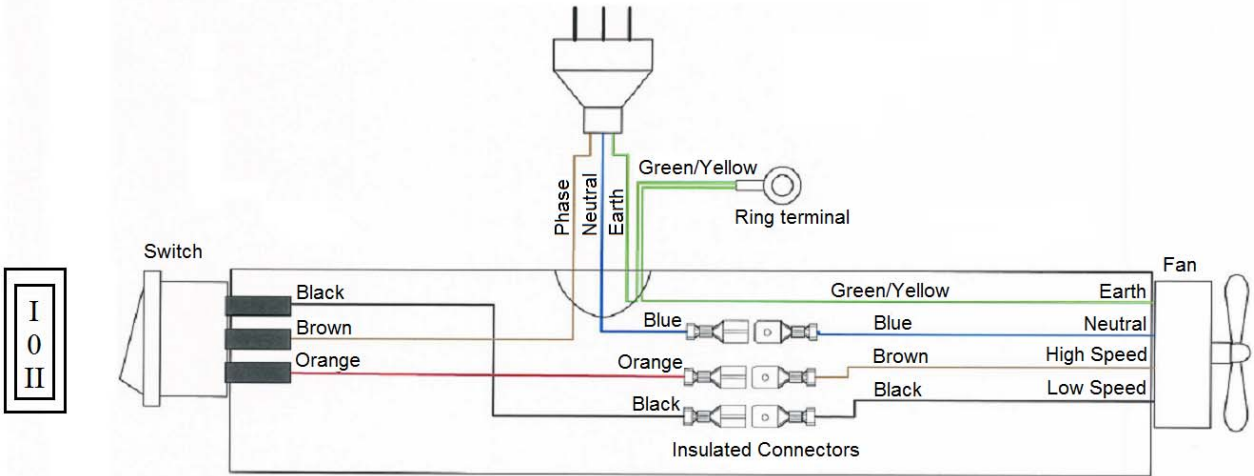 Green/Yellow
Phase
Neutral
Earth
Ring terminal
Switch
Fan
I
0
II
Black
Green/Yellow
Earth
Brown
Blue
Blue
Neutral
Orange
Orange
Brown
High Speed
Black
Black
Low Speed
Insulated Connectors